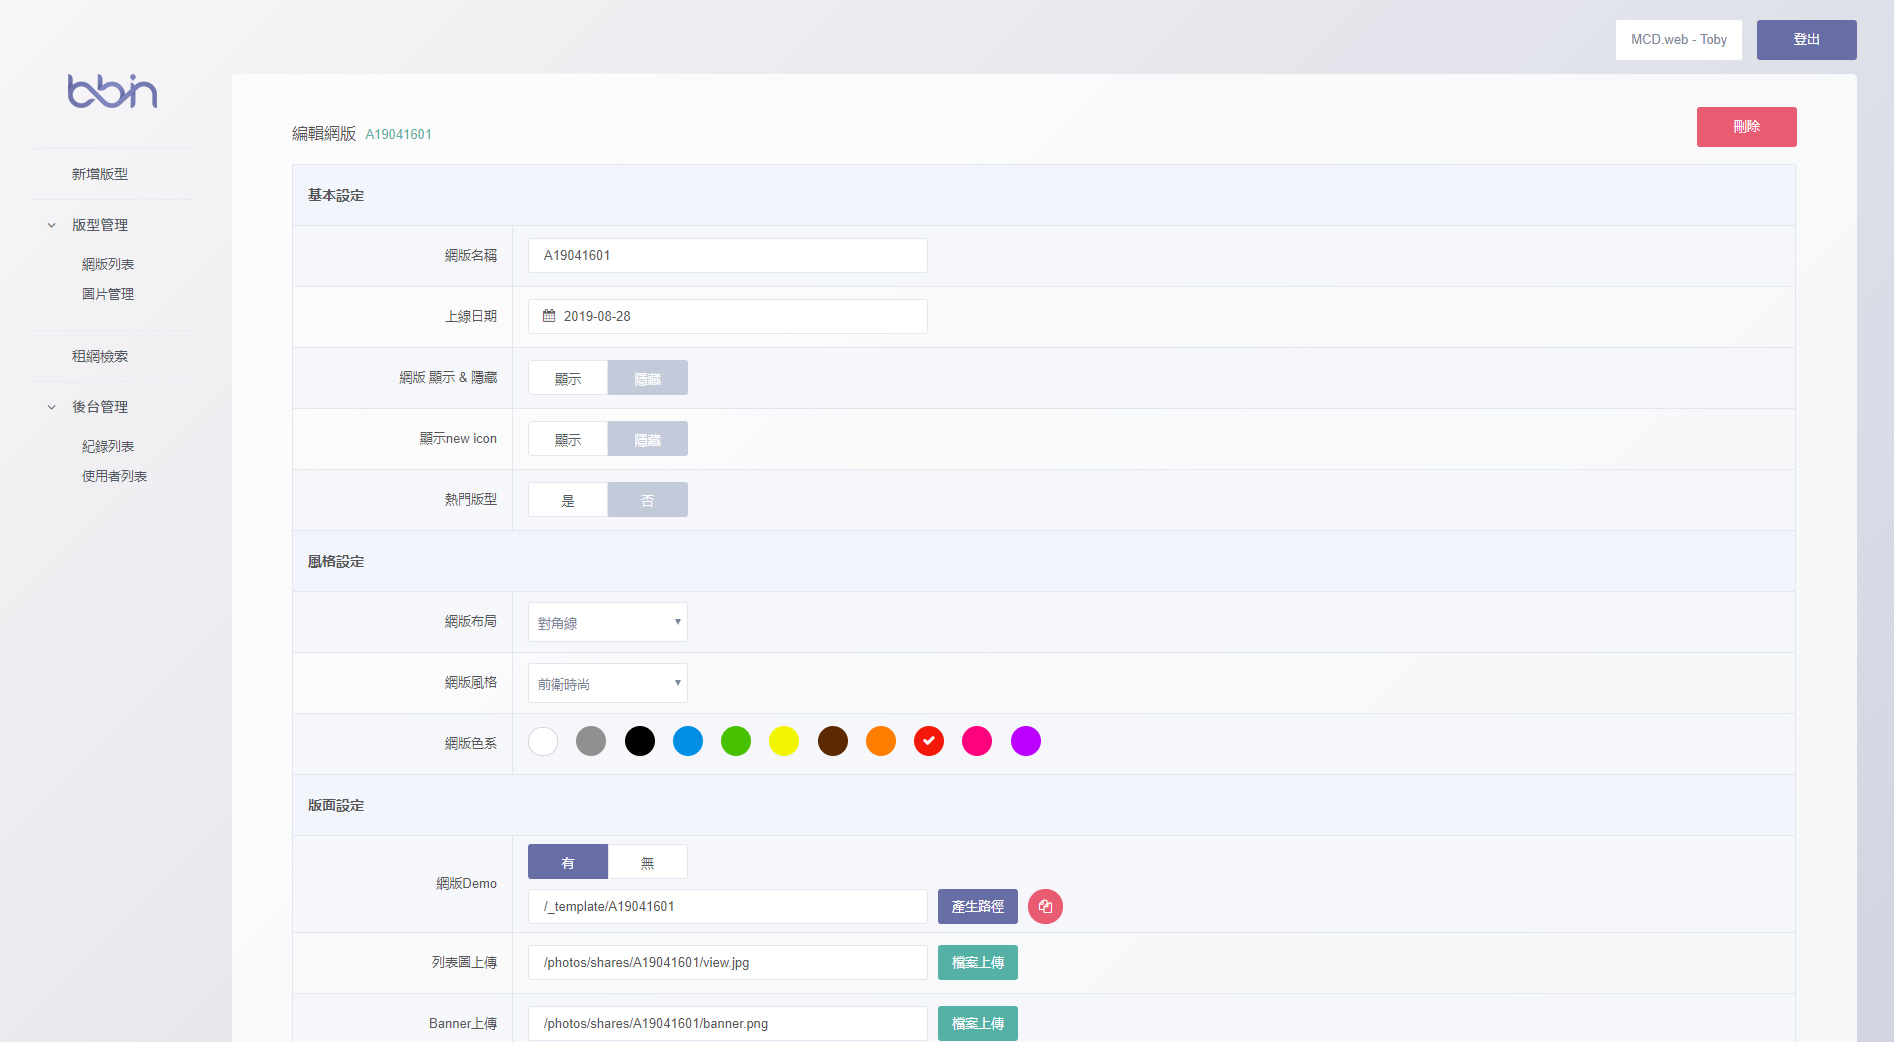 MCD.web - Toby
登出
bbin
新增版型
版型管理
網版列表
圖片管理
租網檢索
後台管理
紀錄列表
使用者列表
編輯網版 A19041601
刪除
基本設定
網版名稱 A19041601
上線日期 2019-08-28
網版 顯示 & 隱藏 顯示 隱藏
顯示new icon 顯示 隱藏
熱門版型 是 否
風格設定
網版布局 對角線
網版風格 前衛時尚
網版色系
版面設定
網版Demo 有 無
/_template/A19041601 產生路徑
列表圖上傳 /photos/shares/A19041601/view.jpg 檔案上傳
Banner上傳 /photos/shares/A19041601/banner.png 檔案上傳